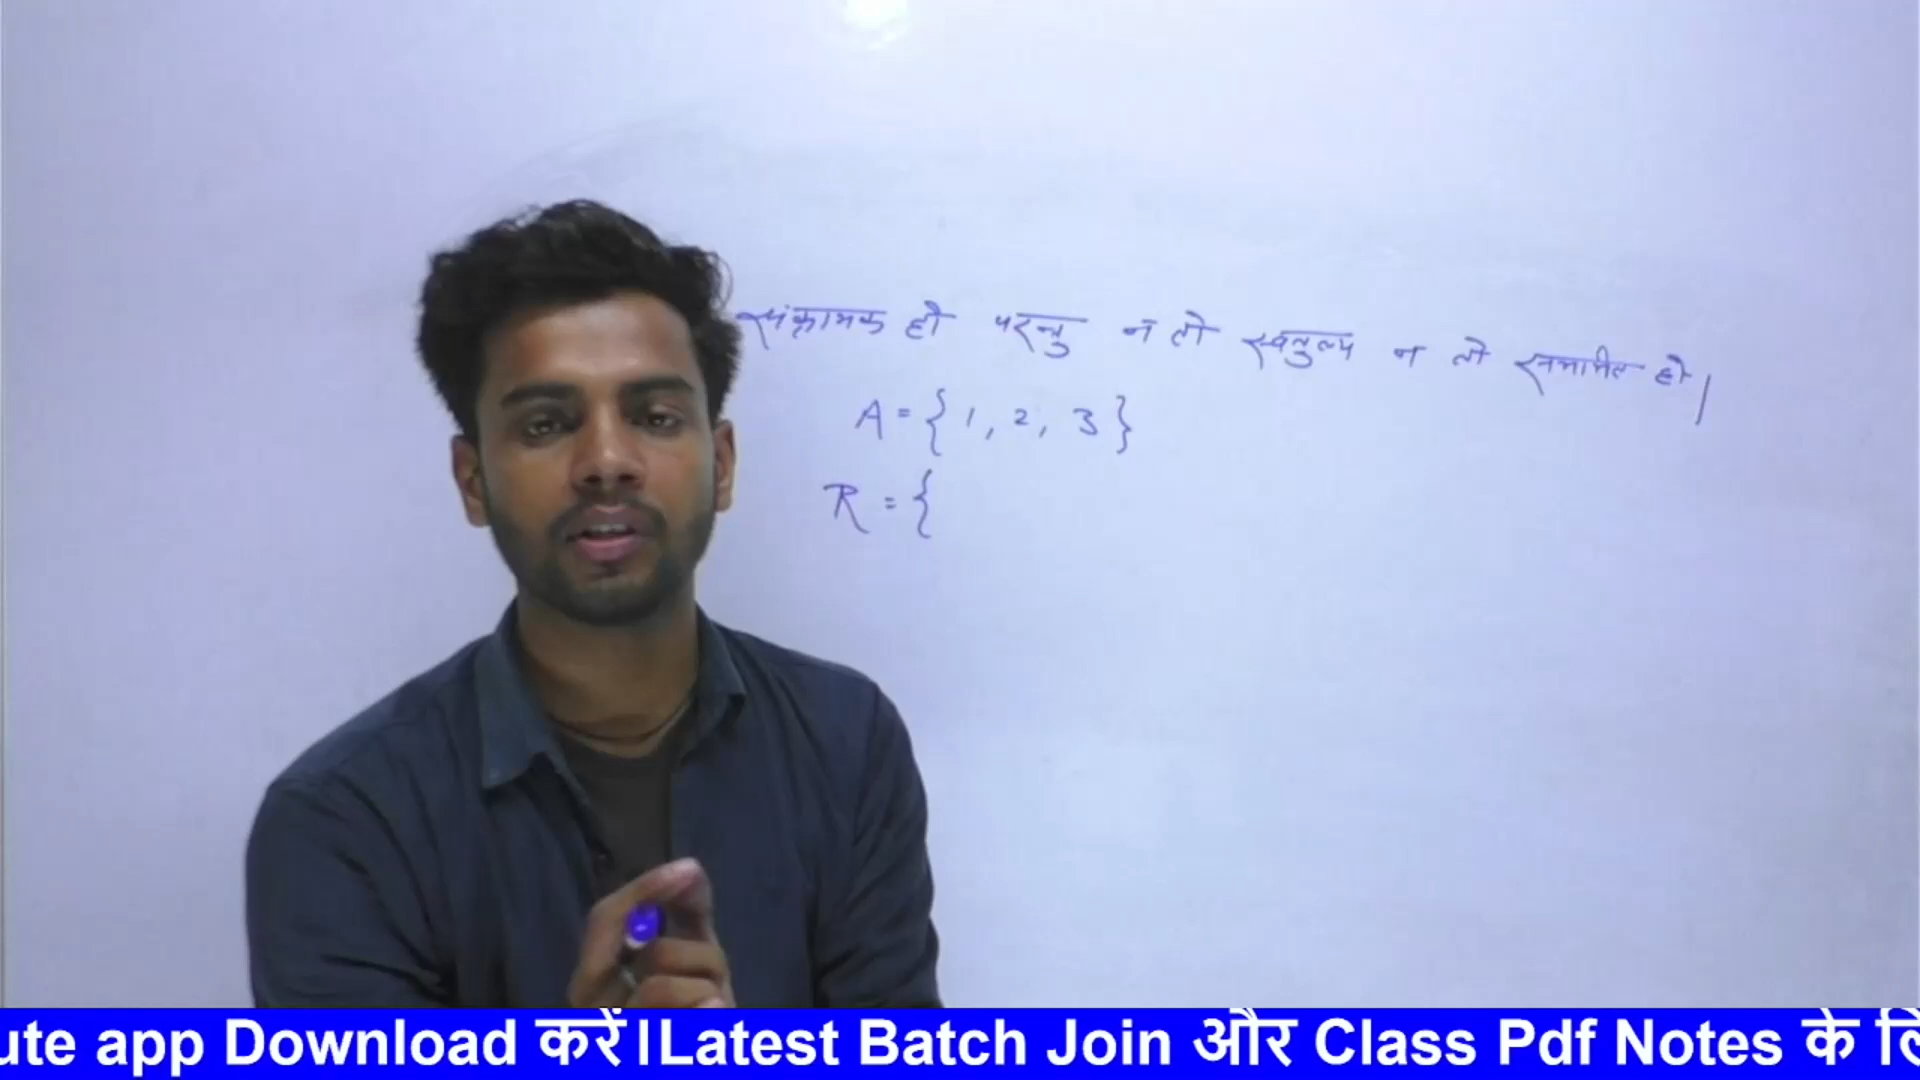 संक्रामक हो परन्तु न तो स्वतुल्य न तो सममित हो।
A = { 1, 2, 3 }
R = {
ute app Download करें।Latest Batch Join और Class Pdf Notes के लि